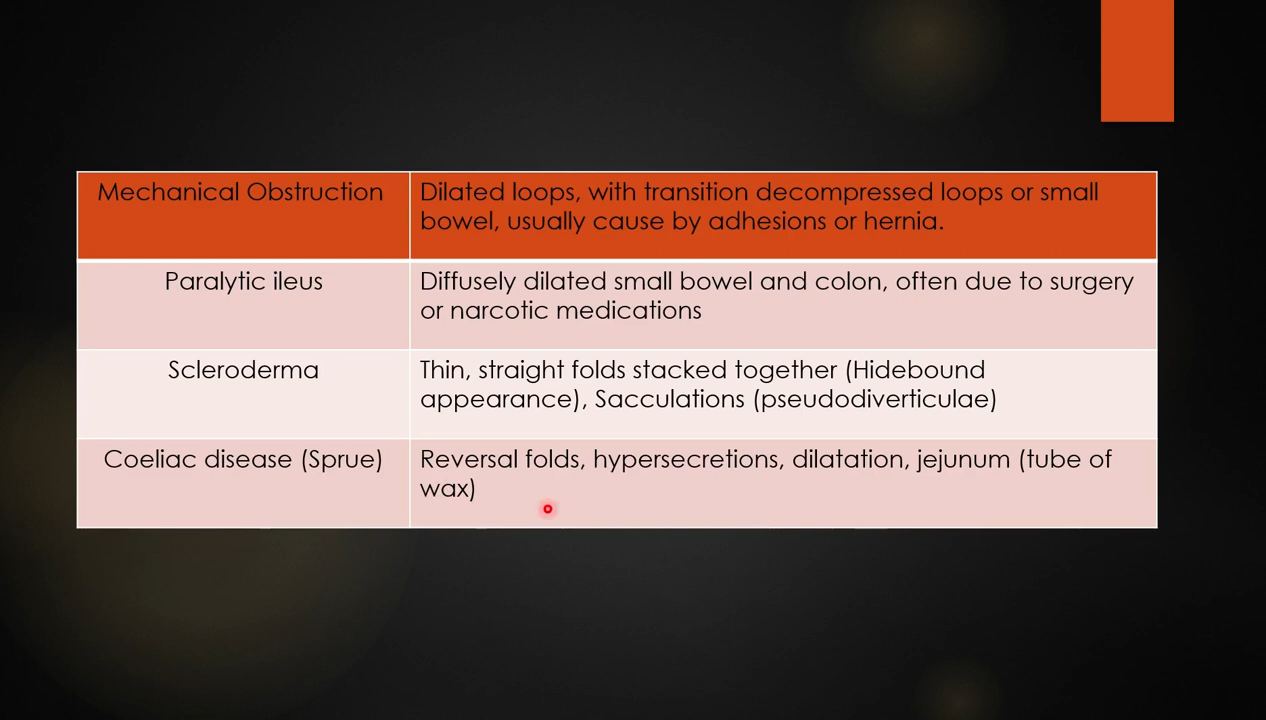 Mechanical Obstruction
Dilated loops, with transition decompressed loops or small
bowel, usually cause by adhesions or hernia.
Paralytic ileus
Diffusely dilated small bowel and colon, often due to surgery
or narcotic medications
Scleroderma
Thin, straight folds stacked together (Hidebound
appearance), Sacculations (pseudodiverticulae)
Coeliac disease (Sprue)
Reversal folds, hypersecretions, dilatation, jejunum (tube of
wax)